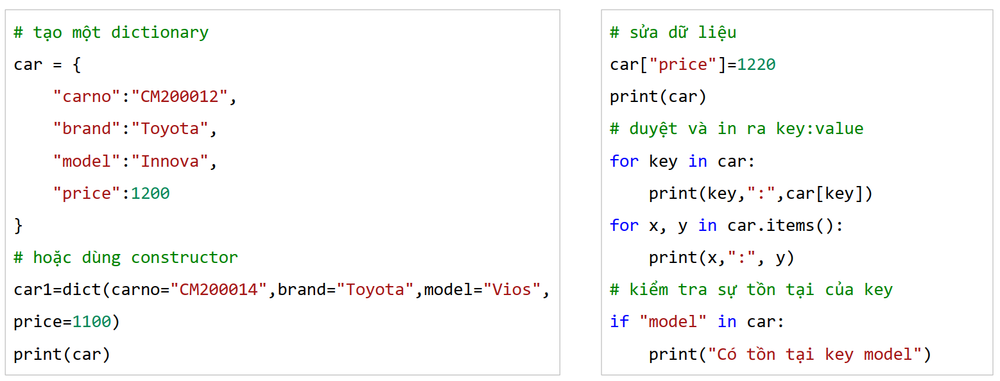 # tạo một dictionary
car = {
    "carno":"CM200012",
    "brand":"Toyota",
    "model":"Innova",
    "price":1200
}
# hoặc dùng constructor
car1=dict(carno="CM200014",brand="Toyota",model="Vios",
price=1100)
print(car)
# sửa dữ liệu
car["price"]=1220
print(car)
# duyệt và in ra key:value
for key in car:
    print(key,":",car[key])
for x, y in car.items():
    print(x,":", y)
# kiểm tra sự tồn tại của key
if "model" in car:
    print("Có tồn tại key model")